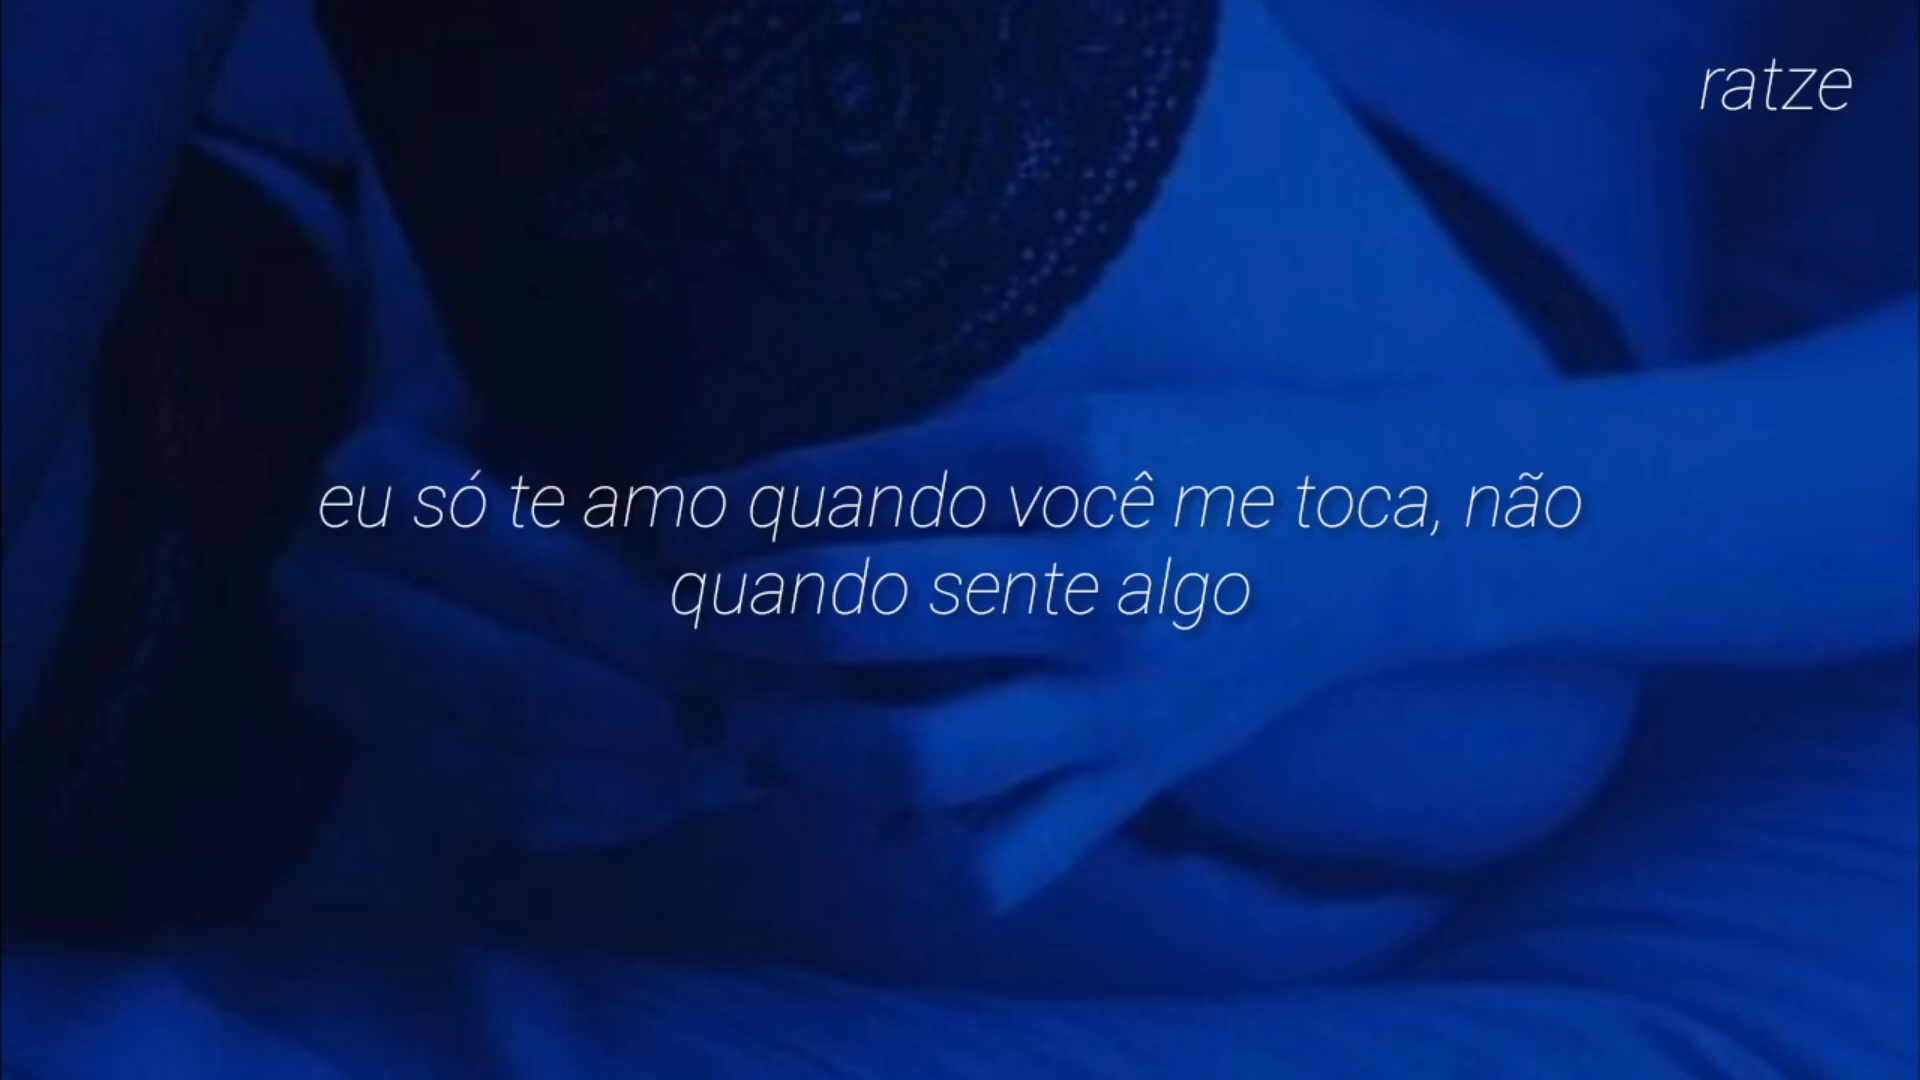 ratze
eu só te amo quando você me toca, não
quando sente algo